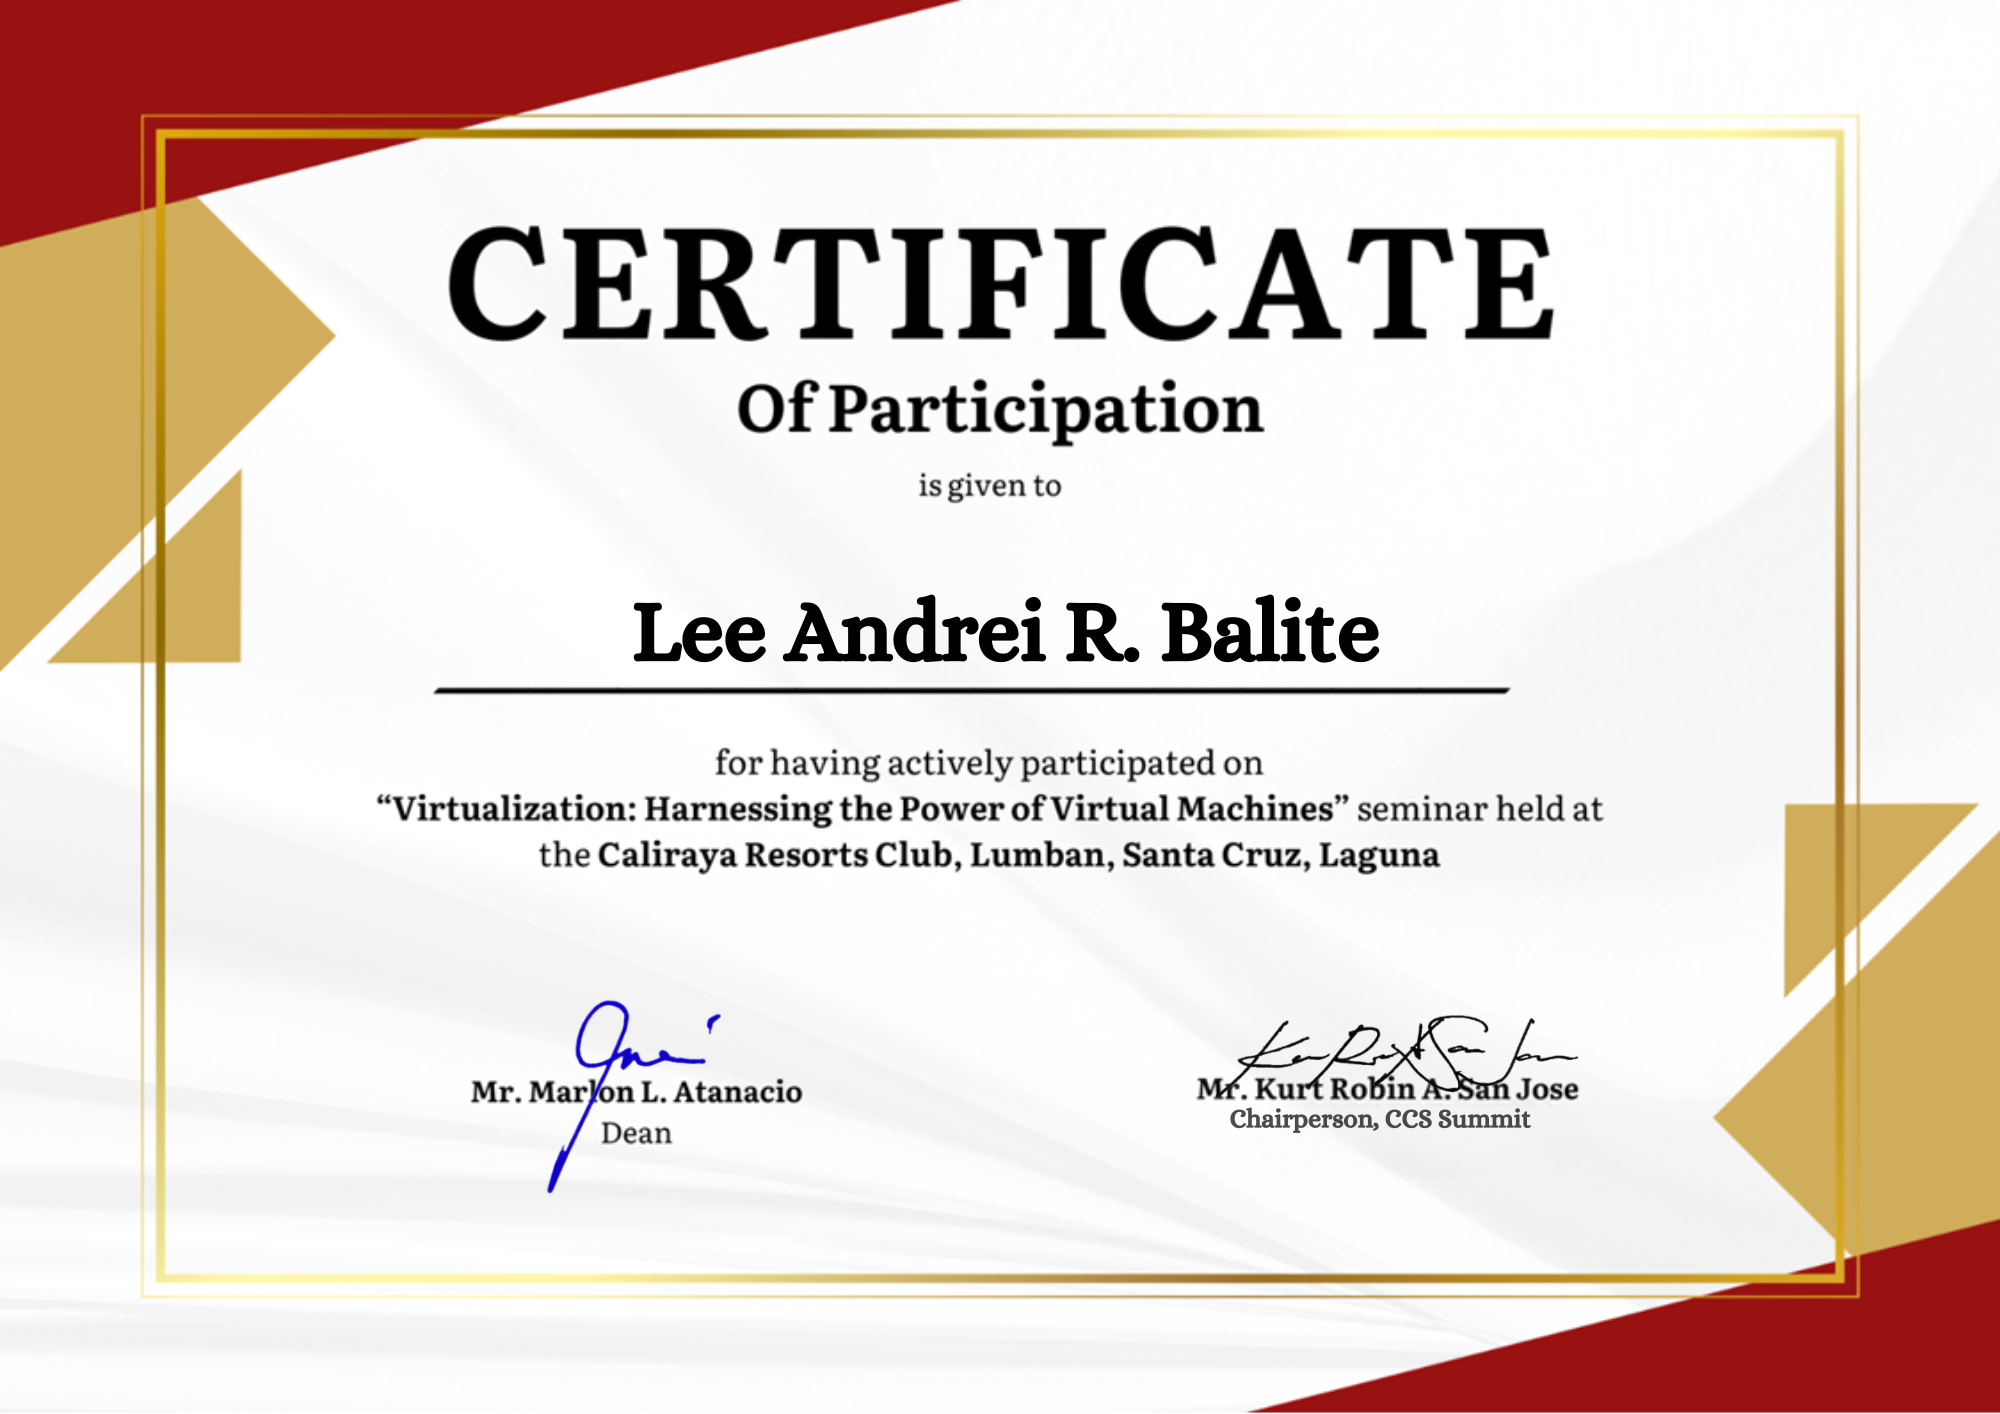 CERTIFICATE
Of Participation
is given to
Lee Andrei R. Balite
for having actively participated on
“Virtualization: Harnessing the Power of Virtual Machines” seminar held at
the Caliraya Resorts Club, Lumban, Santa Cruz, Laguna
Mr. Marlon L. Atanacio
Dean
Mr. Kurt Robin A. San Jose
Chairperson, CCS Summit